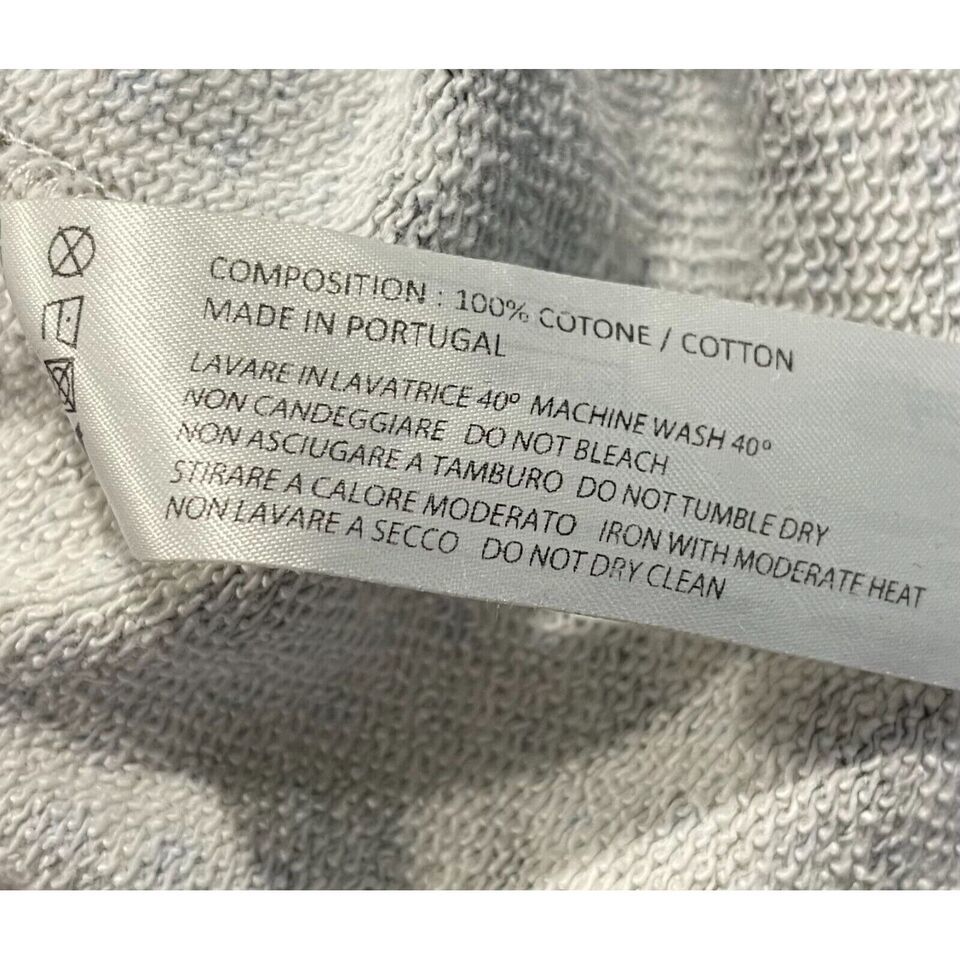 COMPOSITION : 100% COTONE / COTTON
MADE IN PORTUGAL
LAVARE IN LAVATRICE 40º MACHINE WASH 40º
NON CANDEGGIARE DO NOT BLEACH
NON ASCIUGARE A TAMBURO DO NOT TUMBLE DRY
STIRARE A CALORE MODERATO IRON WITH MODERATE HEAT
NON LAVARE A SECCO DO NOT DRY CLEAN